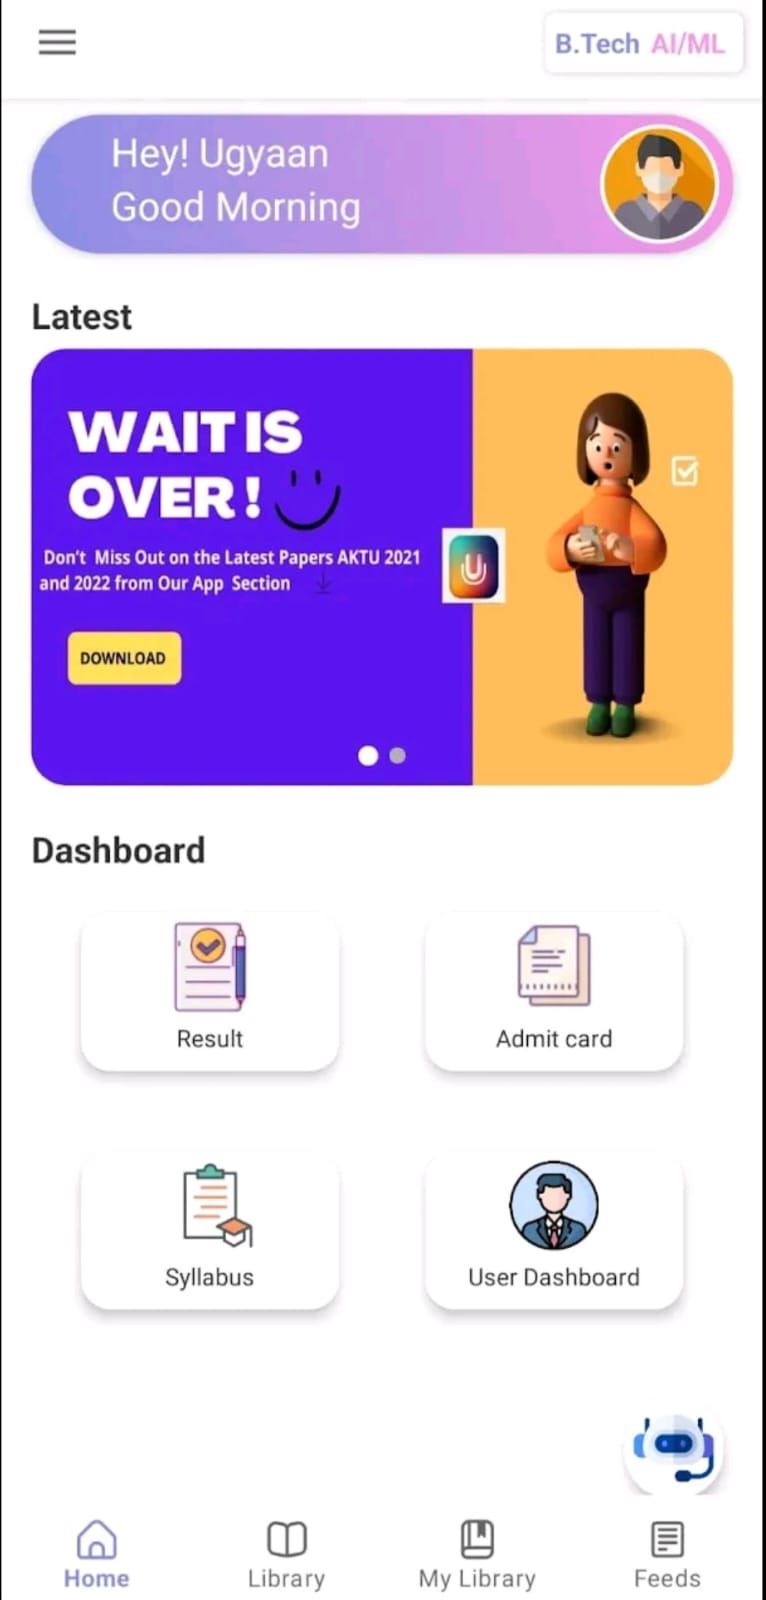 B.Tech AI/ML
Hey! Ugyaan
Good Morning
Latest
WAIT IS
OVER!
Don't Miss Out on the Latest Papers AKTU 2021
and 2022 from Our App Section
DOWNLOAD
Dashboard
Result
Admit card
Syllabus
User Dashboard
Home
Library
My Library
Feeds